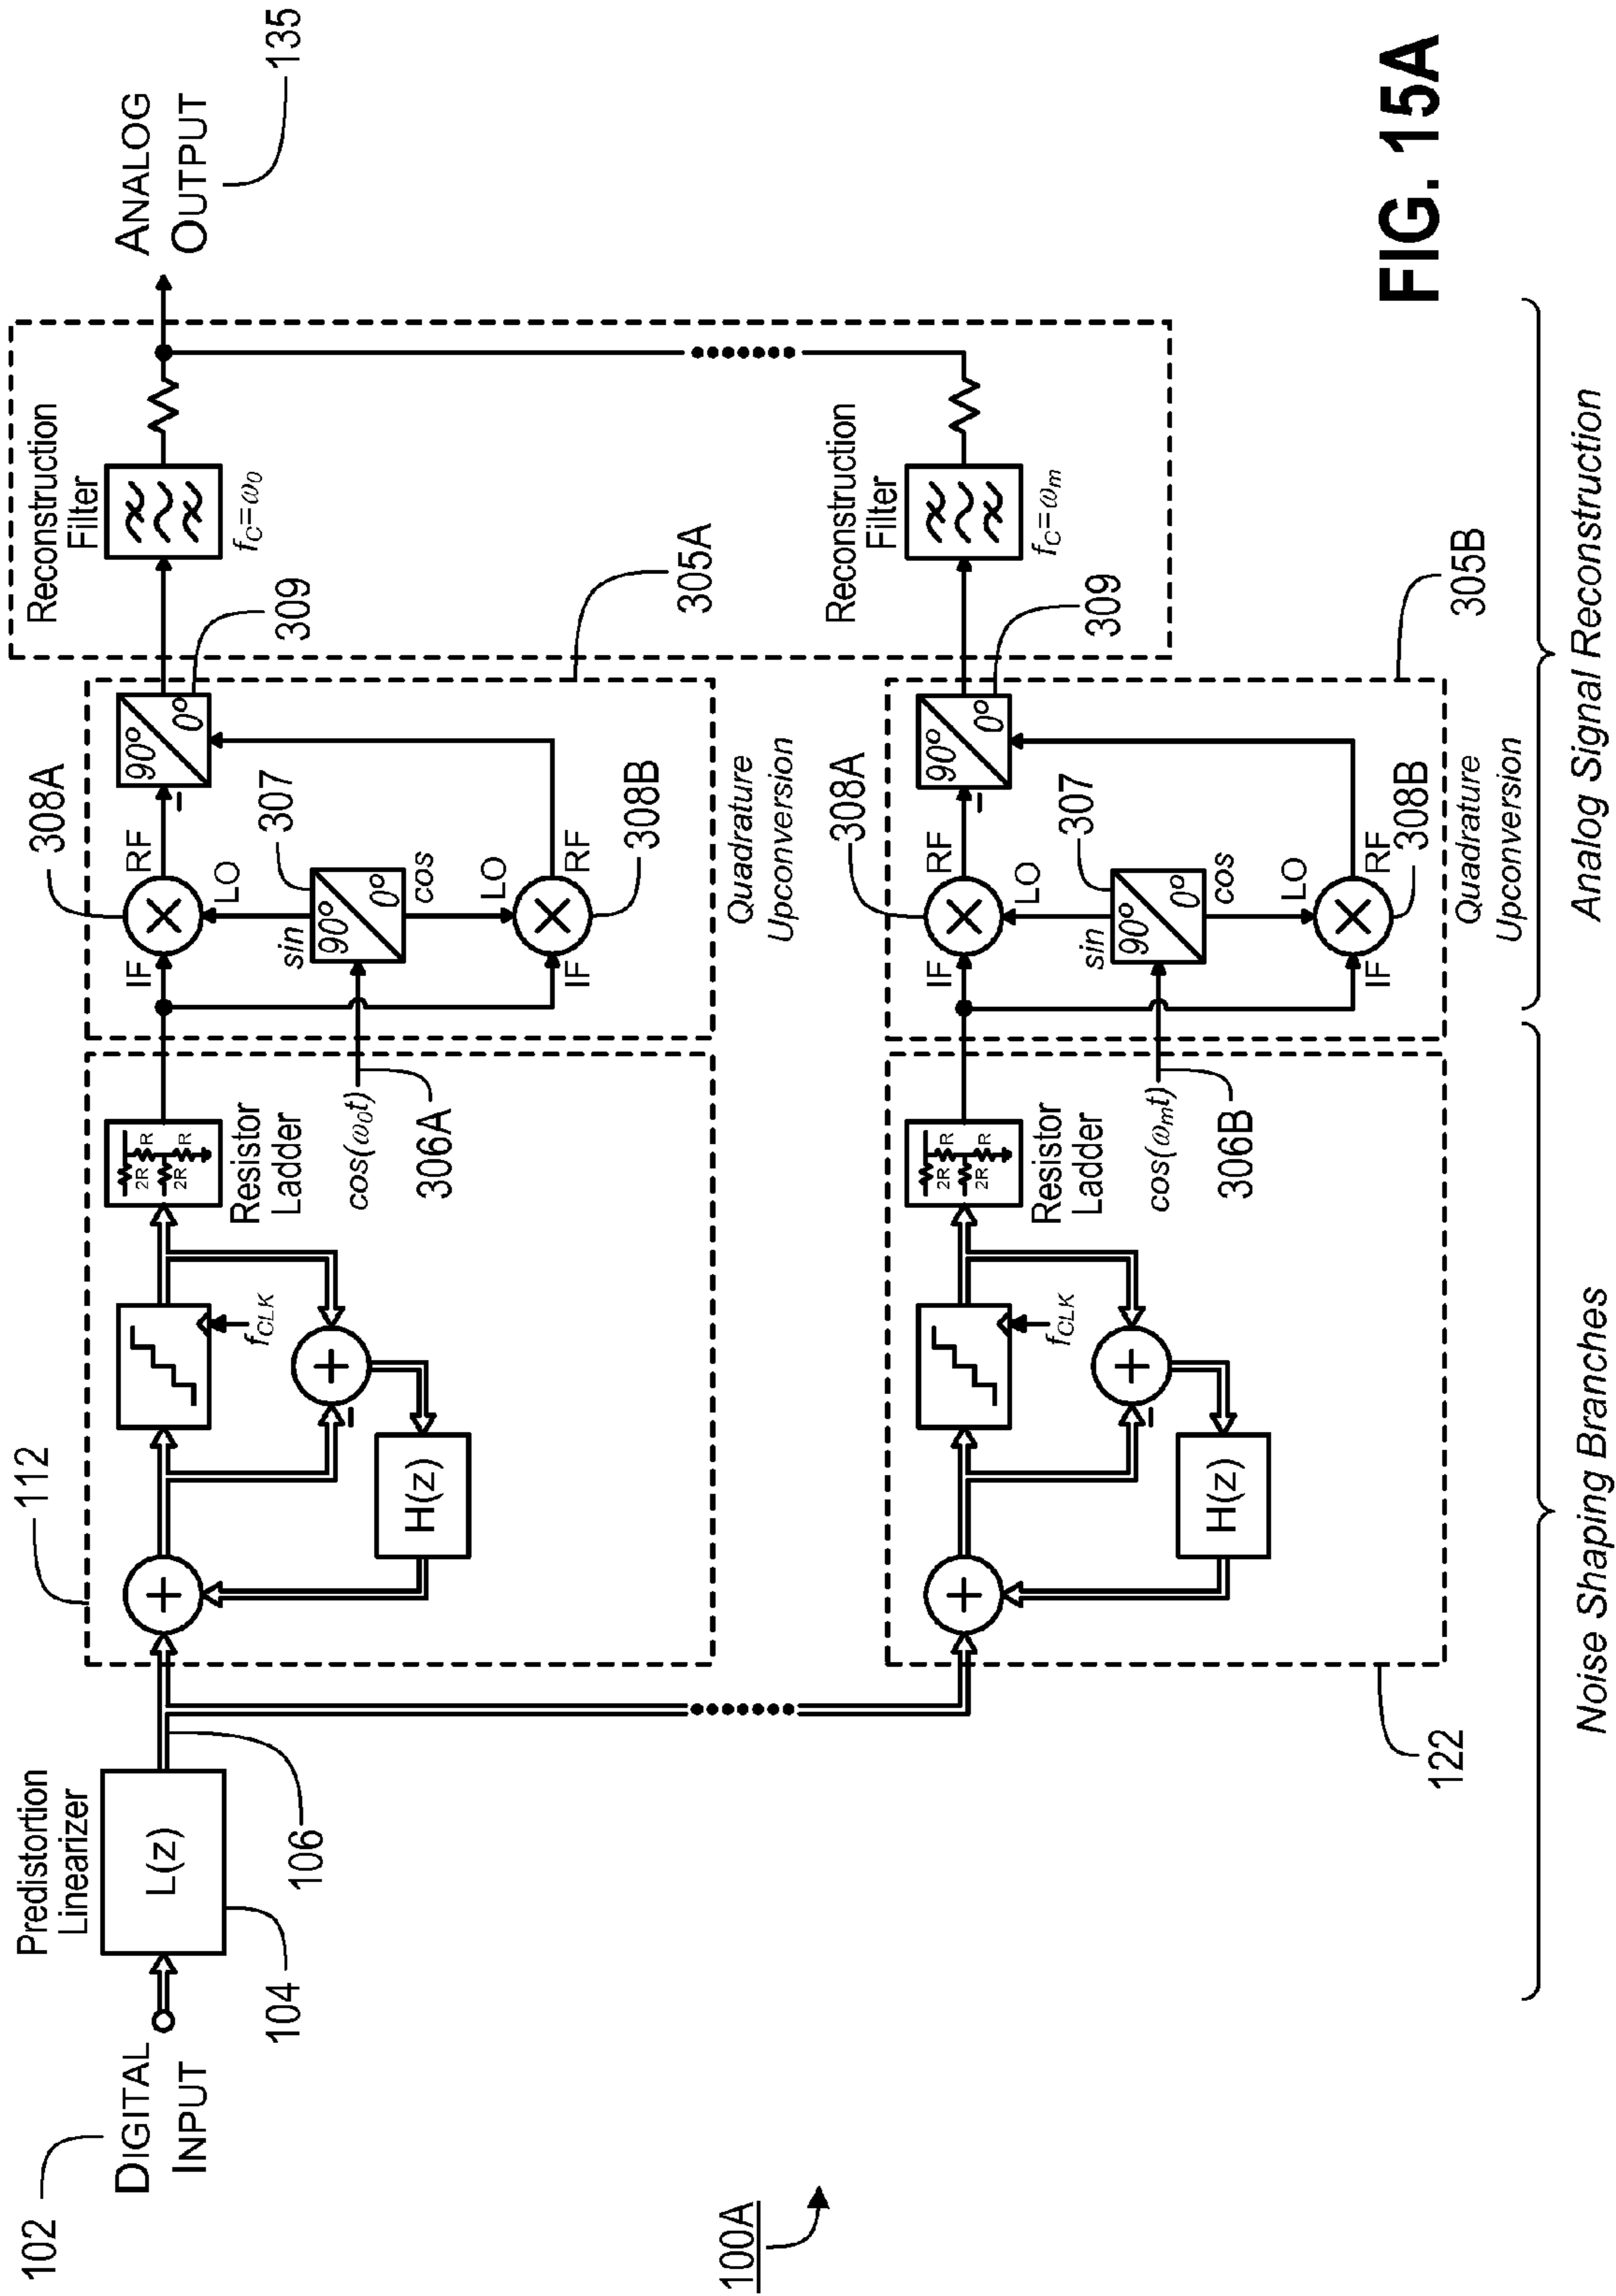 102
DIGITAL
INPUT
Predistortion
Linearizer
L(z)
104
106
112
+
+
–
H(z)
fCLK
2R
R
2R
R
Resistor
Ladder
cos(ω0t)
306A
308A
IF
RF
LO
sin
90°
0°
cos
307
LO
IF
RF
308B
–
90°
0°
309
305A
Quadrature
Upconversion
Reconstruction
Filter
fC=ω0
ANALOG
OUTPUT
135
122
+
+
–
H(z)
fCLK
2R
R
2R
R
Resistor
Ladder
cos(ωmt)
306B
308A
IF
RF
LO
sin
90°
0°
cos
307
LO
IF
RF
308B
–
90°
0°
309
305B
Quadrature
Upconversion
Reconstruction
Filter
fC=ωm
100A
Noise Shaping Branches
Analog Signal Reconstruction
FIG. 15A